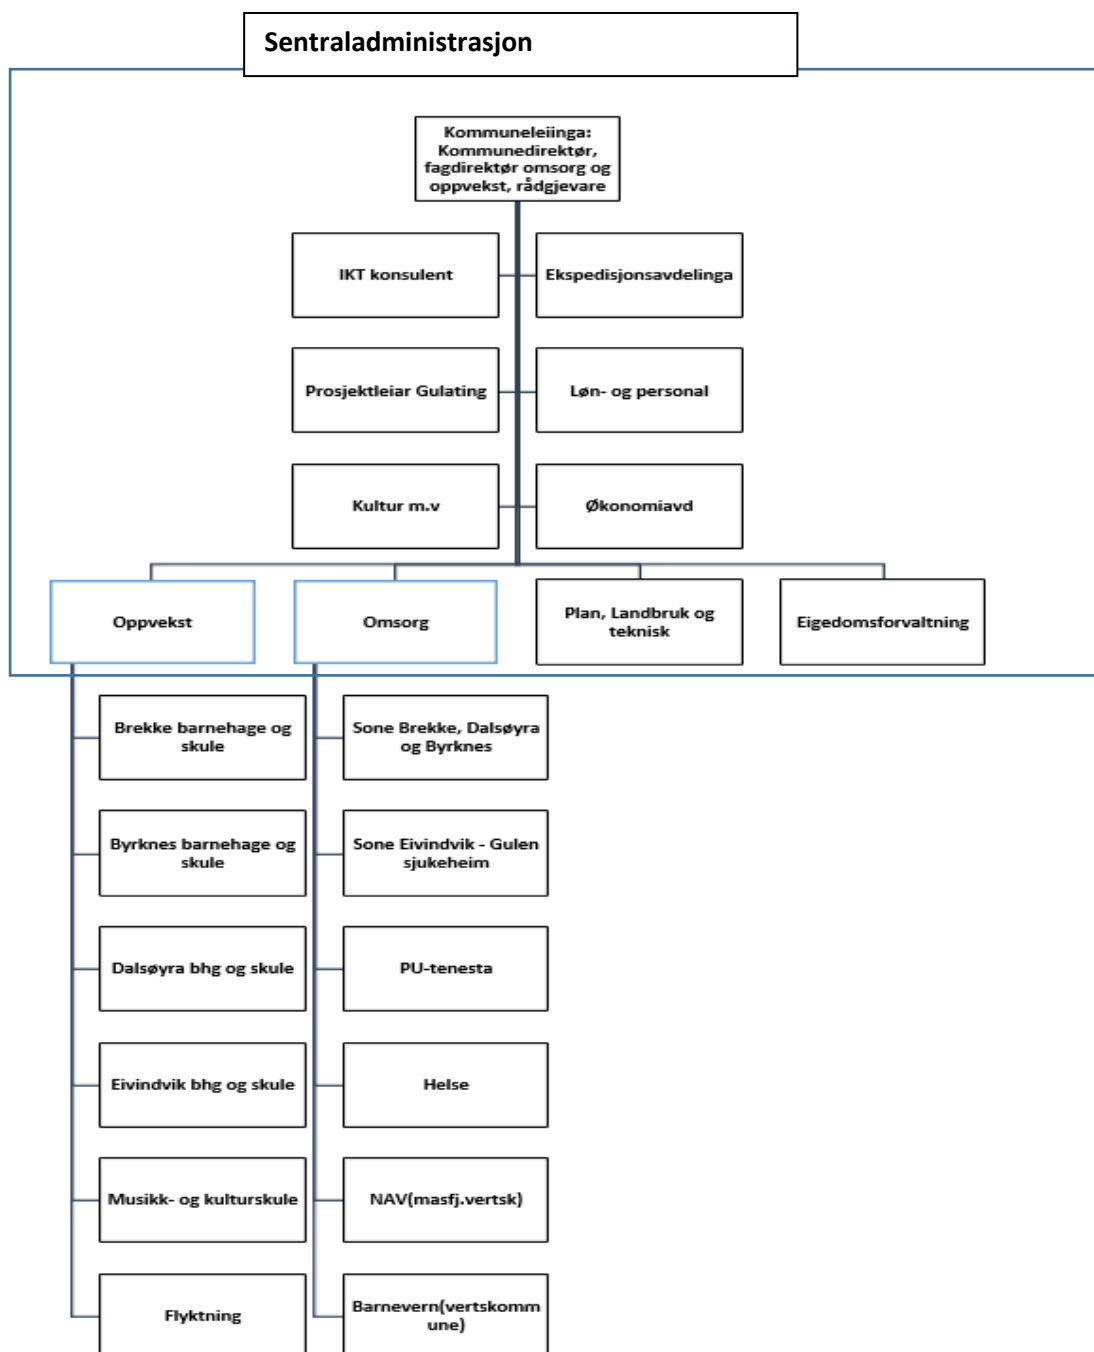 Sentraladministrasjon
Kommuneleiinga:
Kommunedirektør,
fagdirektør omsorg og
oppvekst, rådgjevare
IKT konsulent
Ekspedisjonsavdelinga
Prosjektleiar Gulating
Løn- og personal
Kultur m.v
Økonomiavd
Oppvekst
Omsorg
Plan, Landbruk og
teknisk
Eigedomsforvaltning
Brekke barnehage og
skule
Sone Brekke, Dalsøyra
og Byrknes
Byrknes barnehage og
skule
Sone Eivindvik - Gulen
sjukeheim
Dalsøyra bhg og skule
PU-tenesta
Eivindvik bhg og skule
Helse
Musikk- og kulturskule
NAV(masfj.vertsk)
Flyktning
Barnevern(vertskomm
une)